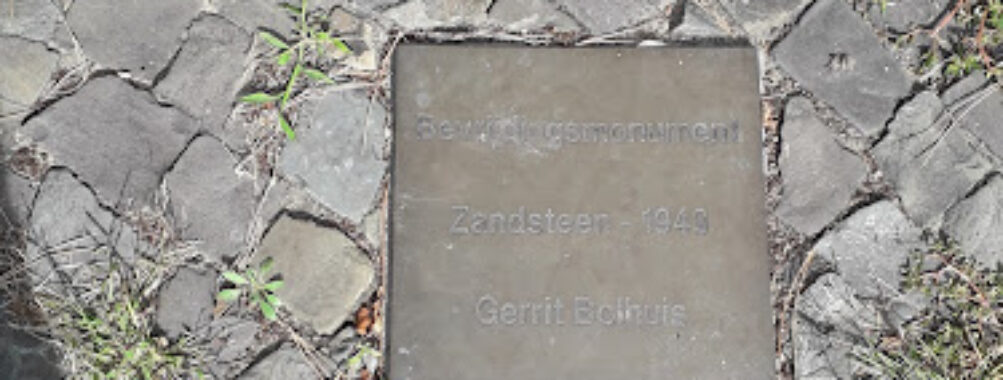 Bevrijdingsmonument
Zandsteen - 1949
Gerrit Bolhuis